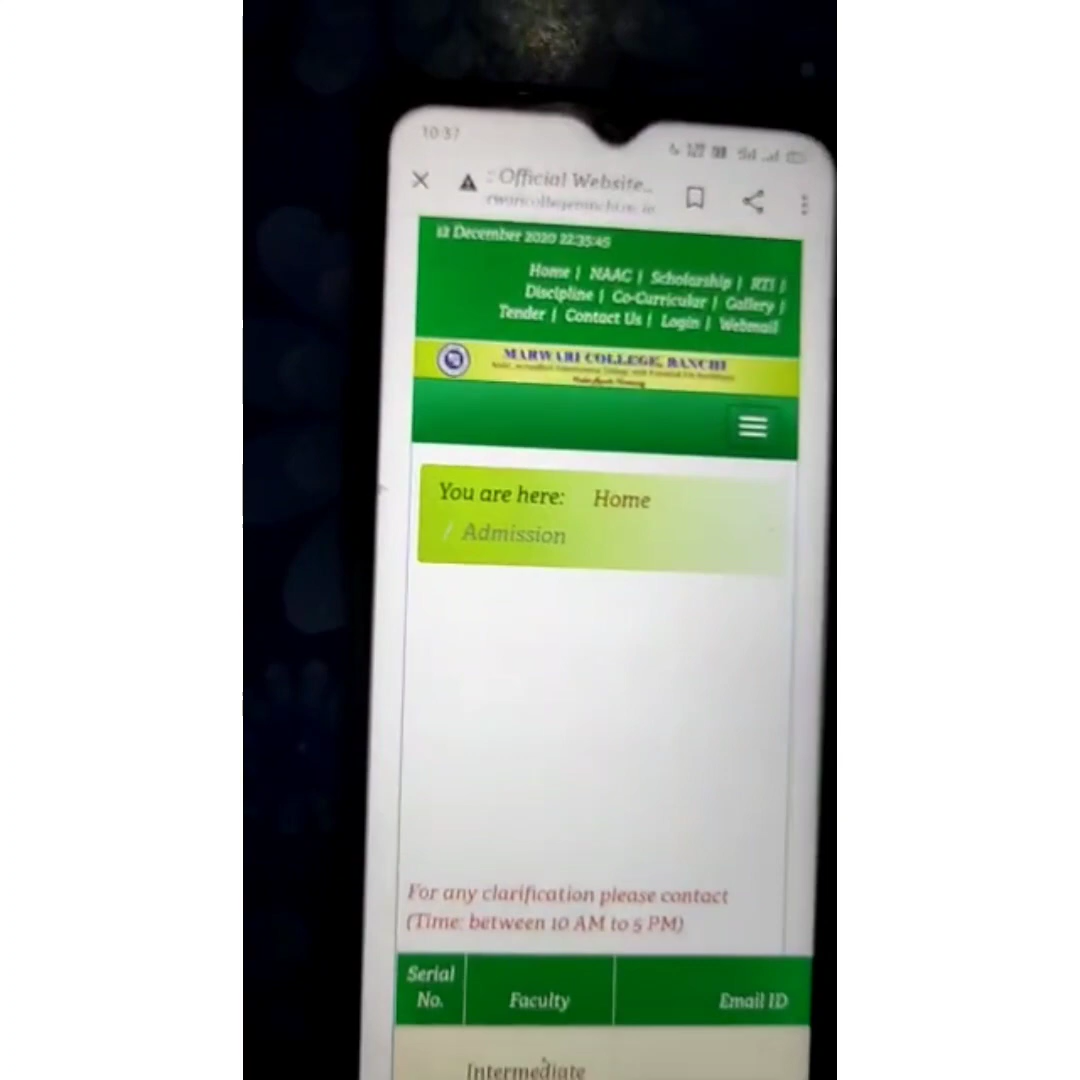 10:37
: Official Website...
12 December 2020 22:35:45
Home | NAAC | Scholarship | RTI |
Discipline | Co-Curricular | Gallery |
Tender | Contact Us | Login | Webmail
MARWARI COLLEGE, RANCHI
You are here: Home
/ Admission
For any clarification please contact
(Time: between 10 AM to 5 PM)
Serial
No. Faculty Email ID
Intermediate